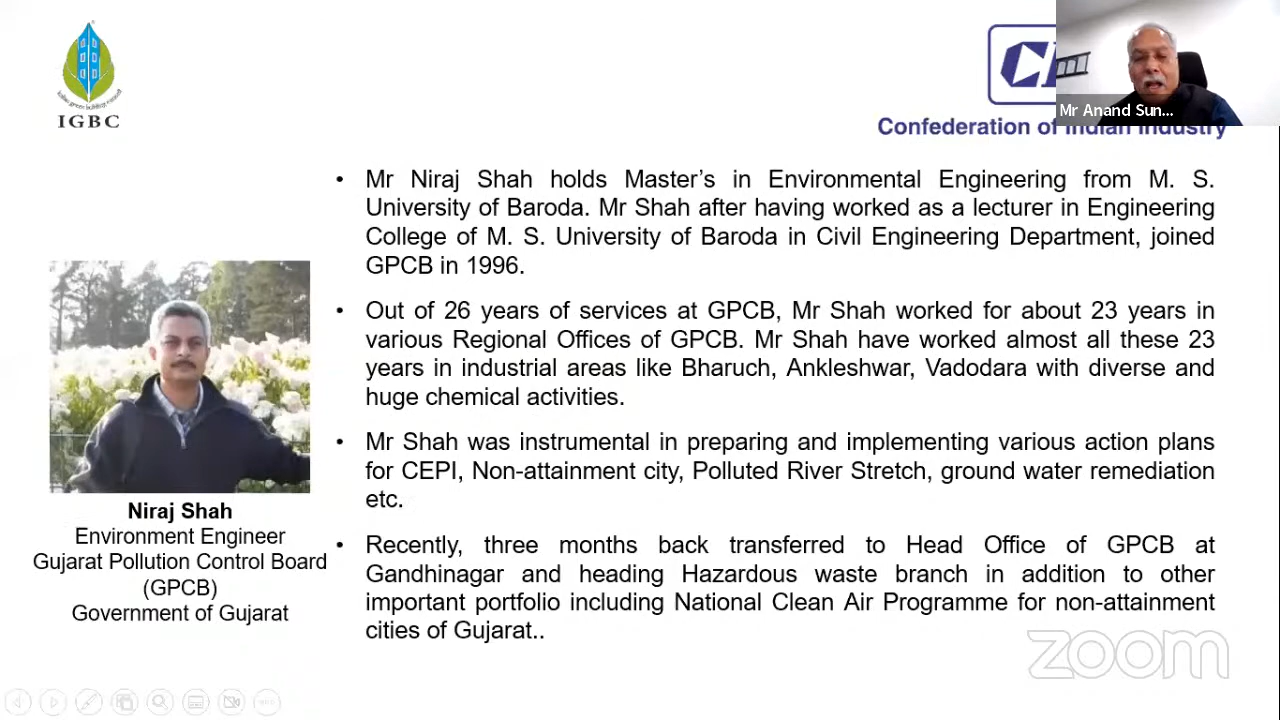 IGBC
Confederation of Indian Industry
Mr Anand Sun...
• Mr Niraj Shah holds Master's in Environmental Engineering from M. S.
University of Baroda. Mr Shah after having worked as a lecturer in Engineering
College of M. S. University of Baroda in Civil Engineering Department, joined
GPCB in 1996.
• Out of 26 years of services at GPCB, Mr Shah worked for about 23 years in
various Regional Offices of GPCB. Mr Shah have worked almost all these 23
years in industrial areas like Bharuch, Ankleshwar, Vadodara with diverse and
huge chemical activities.
• Mr Shah was instrumental in preparing and implementing various action plans
for CEPI, Non-attainment city, Polluted River Stretch, ground water remediation
etc.
• Recently, three months back transferred to Head Office of GPCB at
Gandhinagar and heading Hazardous waste branch in addition to other
important portfolio including National Clean Air Programme for non-attainment
cities of Gujarat..
Niraj Shah
Environment Engineer
Gujarat Pollution Control Board
(GPCB)
Government of Gujarat
zoom